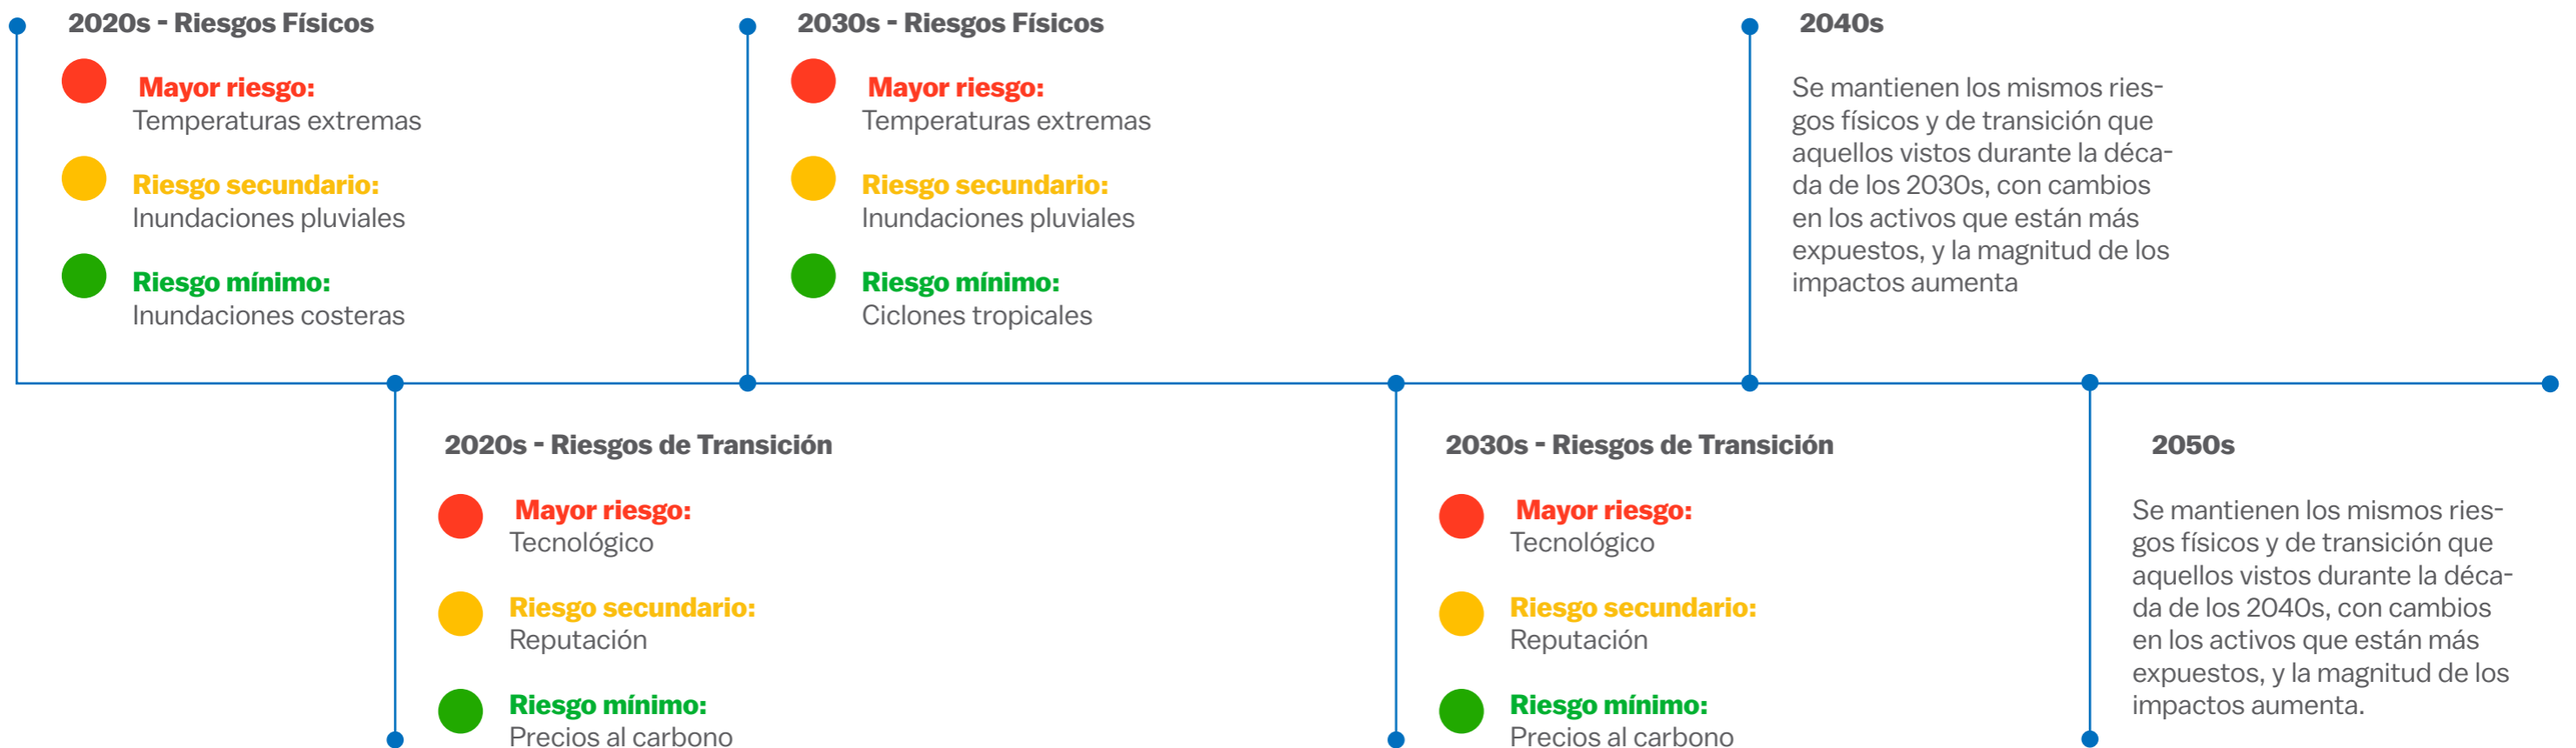 2020s - Riesgos Físicos
Mayor riesgo:
Temperaturas extremas
Riesgo secundario:
Inundaciones pluviales
Riesgo mínimo:
Inundaciones costeras
2030s - Riesgos Físicos
Mayor riesgo:
Temperaturas extremas
Riesgo secundario:
Inundaciones pluviales
Riesgo mínimo:
Ciclones tropicales
2040s
Se mantienen los mismos ries-
gos físicos y de transición que
aquellos vistos durante la déca-
da de los 2030s, con cambios
en los activos que están más
expuestos, y la magnitud de los
impactos aumenta
2020s - Riesgos de Transición
Mayor riesgo:
Tecnológico
Riesgo secundario:
Reputación
Riesgo mínimo:
Precios al carbono
2030s - Riesgos de Transición
Mayor riesgo:
Tecnológico
Riesgo secundario:
Reputación
Riesgo mínimo:
Precios al carbono
2050s
Se mantienen los mismos ries-
gos físicos y de transición que
aquellos vistos durante la déca-
da de los 2040s, con cambios
en los activos que están más
expuestos, y la magnitud de los
impactos aumenta.